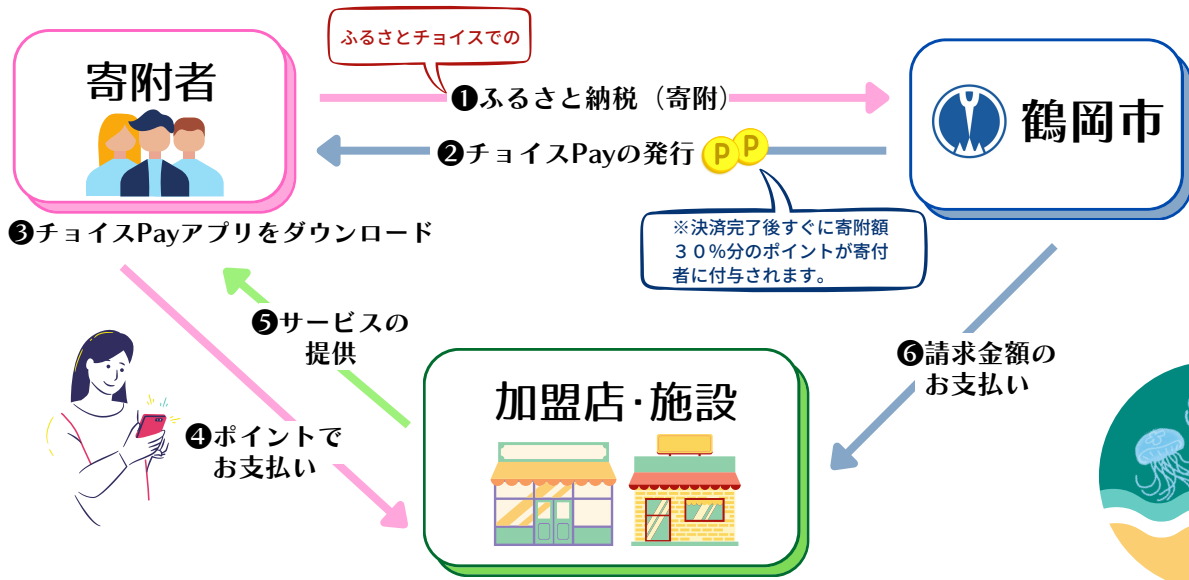 ふるさとチョイスでの
寄附者
❶ふるさと納税（寄附）
鶴岡市
❷チョイスPayの発行
P P
❸チョイスPayアプリをダウンロード
※決済完了後すぐに寄附額
３０％分のポイントが寄付
者に付与されます。
❺サービスの
提供
❻請求金額の
お支払い
加盟店・施設
❹ポイントで
お支払い